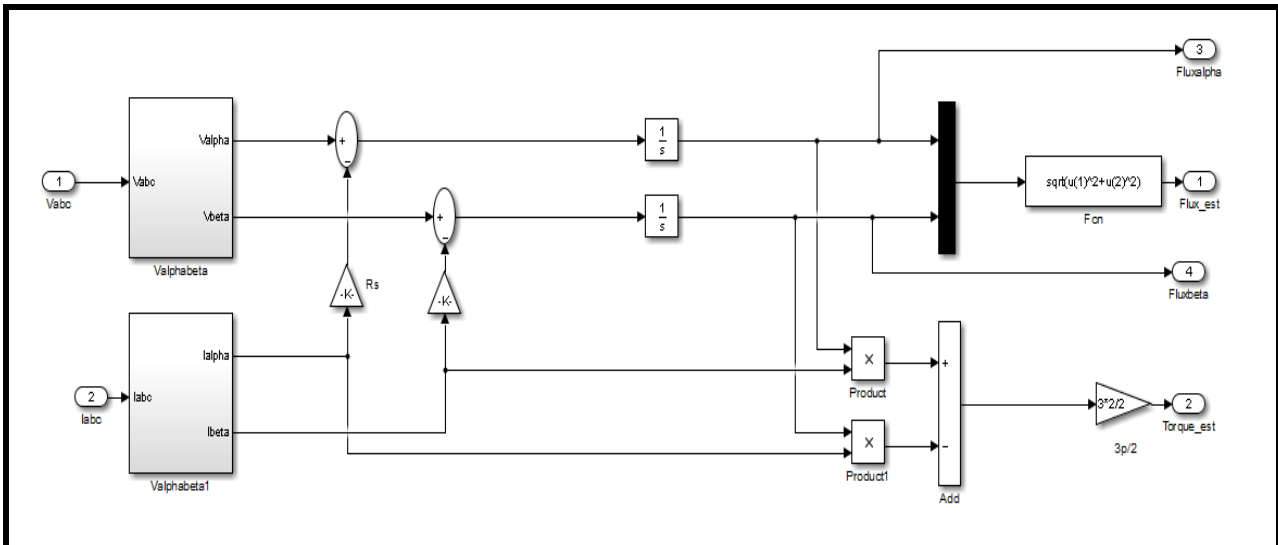 3
Fluxalpha
Valpha
+
−
1
s
1
Vabc
Vabc
Vbeta
Valphabeta
+
−
1
s
sqrt(u(1)^2+u(2)^2)
Fcn
1
Flux_est
-K-
Rs
-K-
4
Fluxbeta
Ialpha
2
Iabc
Iabc
Ibeta
Valphabeta1
×
Product
×
Product1
+
−
Add
3*2/2
3p/2
2
Torque_est